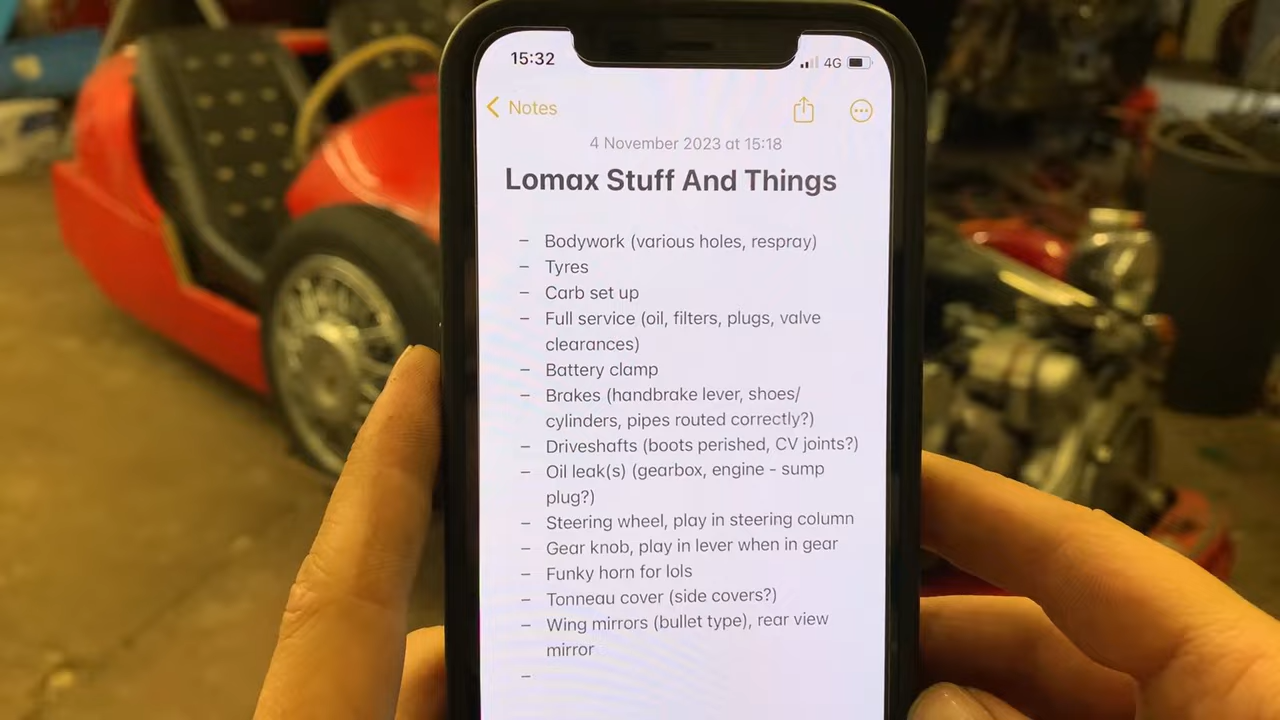 15:32
4G
Notes
4 November 2023 at 15:18
Lomax Stuff And Things
– Bodywork (various holes, respray)
– Tyres
– Carb set up
– Full service (oil, filters, plugs, valve
clearances)
– Battery clamp
– Brakes (handbrake lever, shoes/
cylinders, pipes routed correctly?)
– Driveshafts (boots perished, CV joints?)
– Oil leak(s) (gearbox, engine - sump
plug?)
– Steering wheel, play in steering column
– Gear knob, play in lever when in gear
– Funky horn for lols
– Tonneau cover (side covers?)
– Wing mirrors (bullet type), rear view
mirror
–